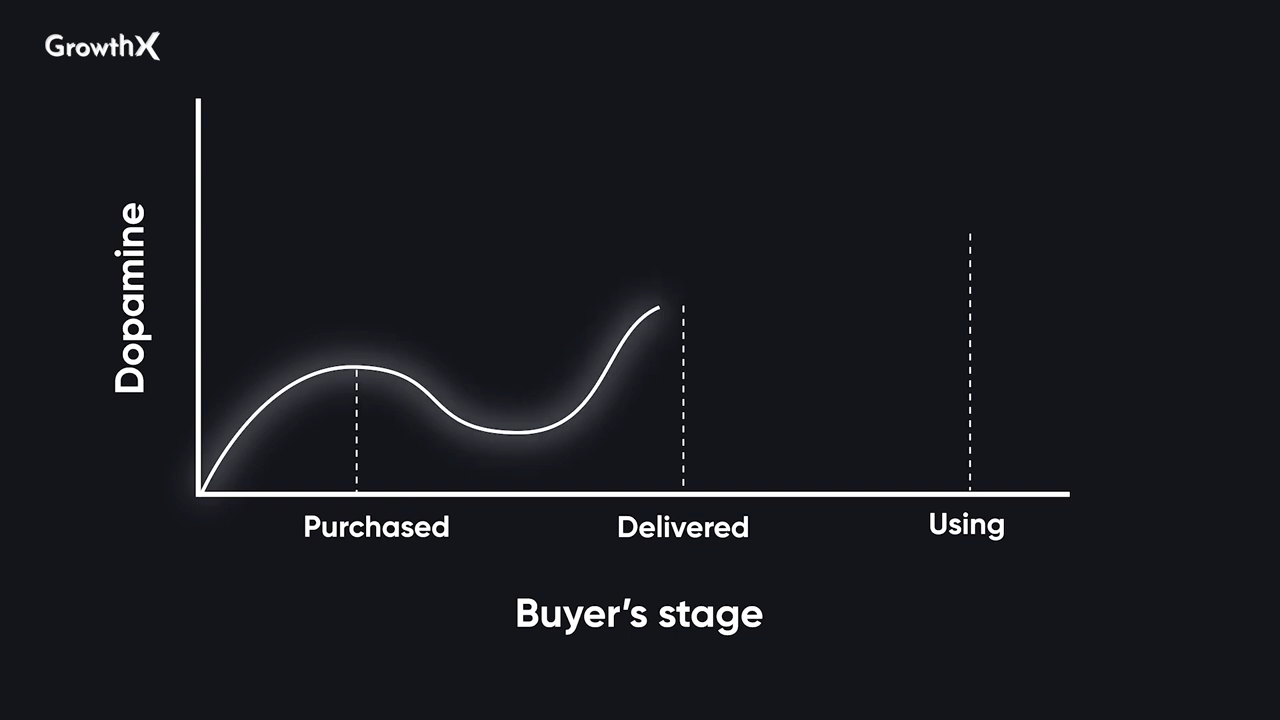 GrowthX
Dopamine
Purchased
Delivered
Using
Buyer's stage